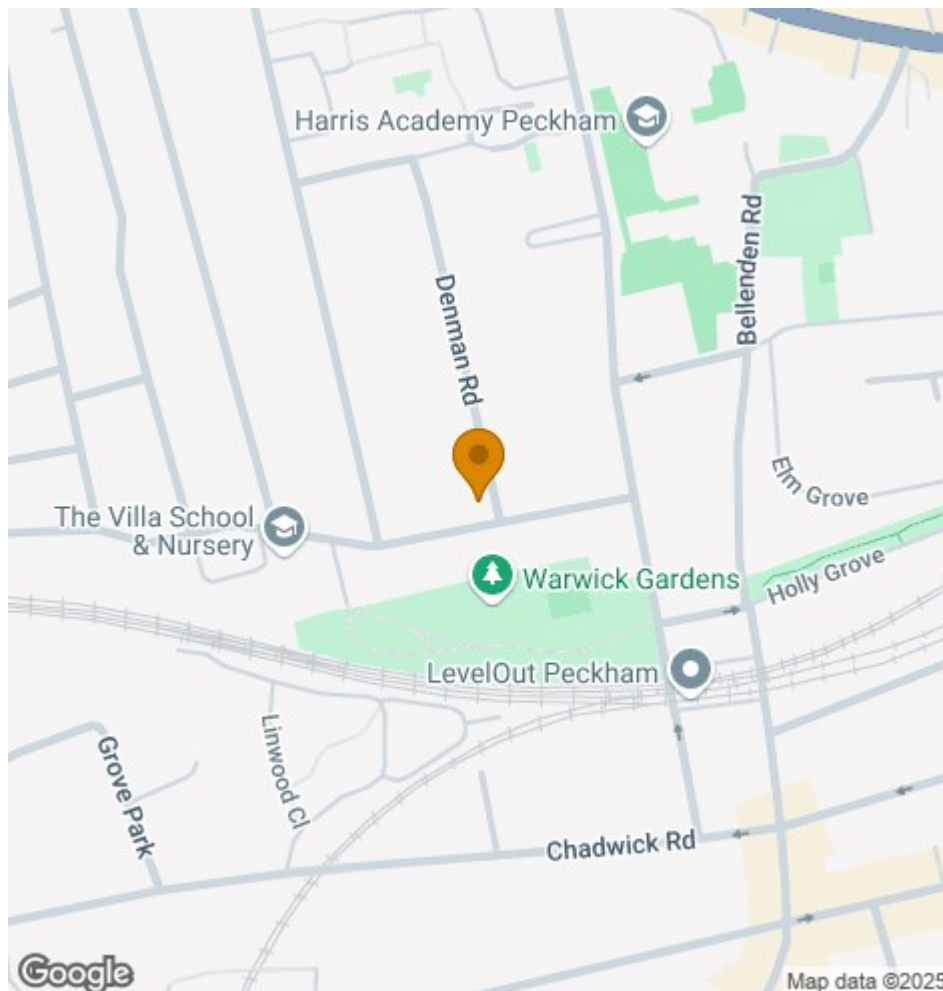 Harris Academy Peckham
Bellenden Rd
Denman Rd
Elm Grove
The Villa School
& Nursery
Warwick Gardens
Holly Grove
LevelOut Peckham
Linwood Cl
Grove Park
Chadwick Rd
Google
Map data ©2025